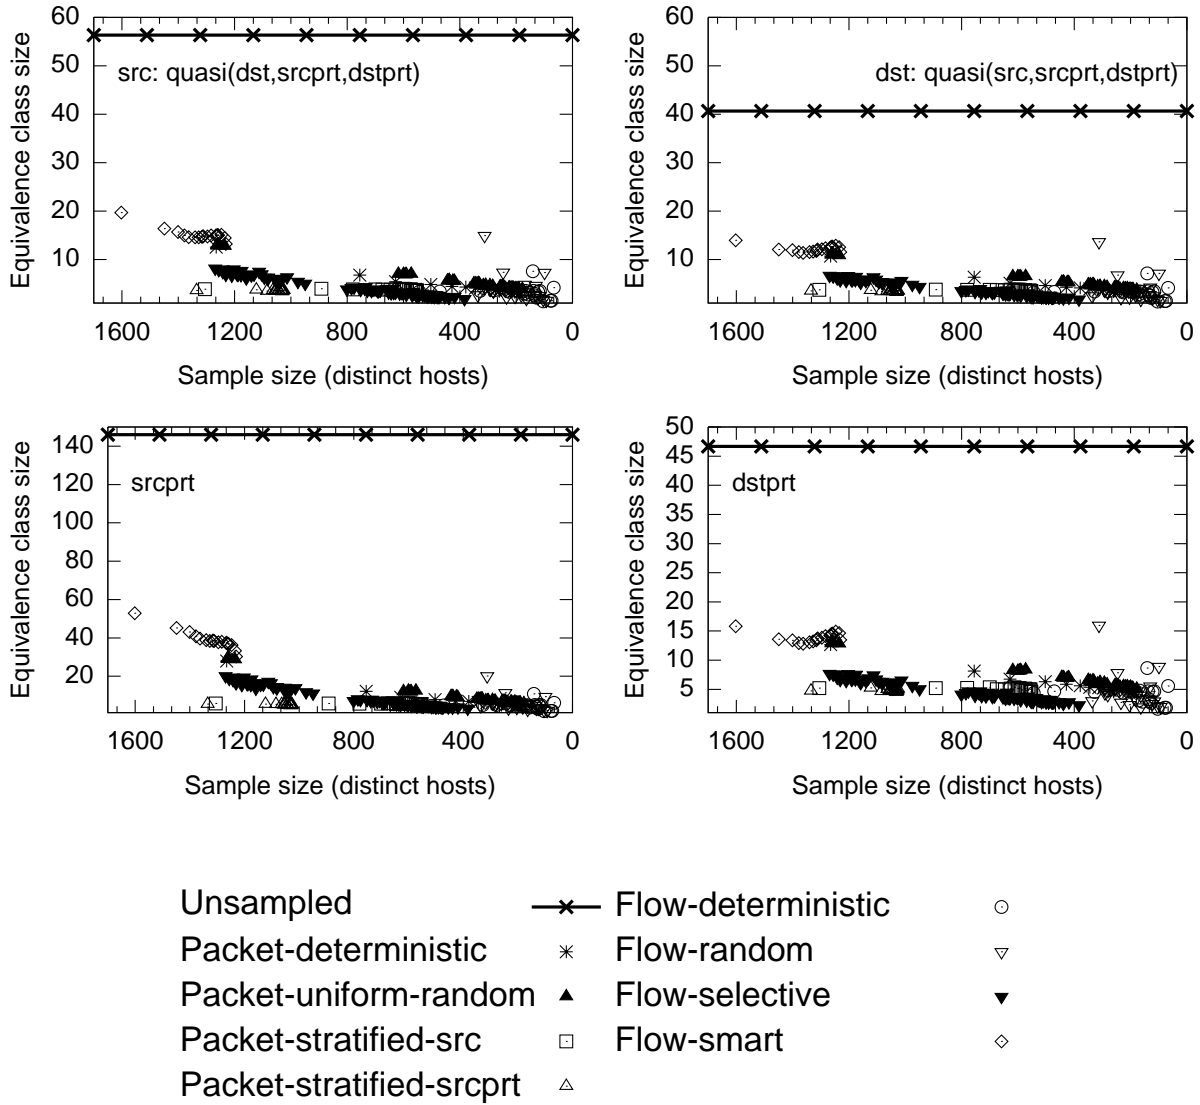 60
50
40
30
20
10
Equivalence class size
src: quasi(dst,srcprt,dstprt)
1600 1200 800 400 0
Sample size (distinct hosts)
60
50
40
30
20
10
Equivalence class size
dst: quasi(src,srcprt,dstprt)
1600 1200 800 400 0
Sample size (distinct hosts)
140
120
100
80
60
40
20
Equivalence class size
srcprt
1600 1200 800 400 0
Sample size (distinct hosts)
50
45
40
35
30
25
20
15
10
5
Equivalence class size
dstprt
1600 1200 800 400 0
Sample size (distinct hosts)
Unsampled
Packet-deterministic
Packet-uniform-random
Packet-stratified-src
Packet-stratified-srcprt
Flow-deterministic
Flow-random
Flow-selective
Flow-smart